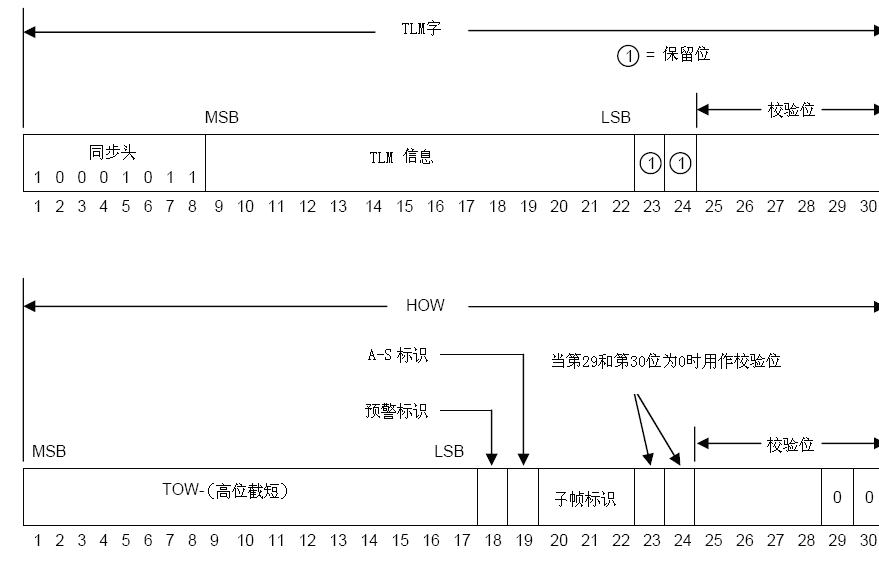 TLM字
① = 保留位
MSB
LSB
校验位
同步头
TLM 信息
1 0 0 0 1 0 1 1
① ①
1 2 3 4 5 6 7 8 9 10 11 12 13 14 15 16 17 18 19 20 21 22 23 24 25 26 27 28 29 30
HOW
A-S 标识
当第29和第30位为0时用作校验位
预警标识
MSB
LSB
校验位
TOW-(高位截短)
子帧标识
0 0
1 2 3 4 5 6 7 8 9 10 11 12 13 14 15 16 17 18 19 20 21 22 23 24 25 26 27 28 29 30